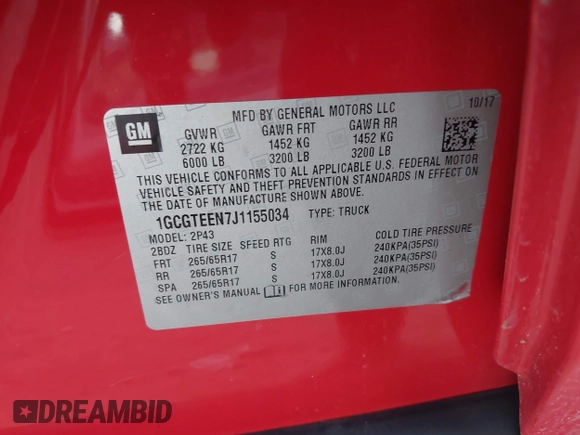 MFD BY GENERAL MOTORS LLC 10/17
GM GVWR GAWR FRT GAWR RR
2722 KG 1452 KG 1452 KG
6000 LB 3200 LB 3200 LB
THIS VEHICLE CONFORMS TO ALL APPLICABLE U.S. FEDERAL MOTOR
VEHICLE SAFETY AND THEFT PREVENTION STANDARDS IN EFFECT ON
THE DATE OF MANUFACTURE SHOWN ABOVE.
1GCGTEEN7J1155034 TYPE: TRUCK
MODEL: 2P43
2BDZ TIRE SIZE SPEED RTG RIM COLD TIRE PRESSURE
FRT 265/65R17 S 17X8.0J 240KPA(35PSI)
RR 265/65R17 S 17X8.0J 240KPA(35PSI)
SPA 265/65R17 S 17X8.0J 240KPA(35PSI)
SEE OWNER'S MANUAL FOR MORE INFORMATION.
DREAMBID